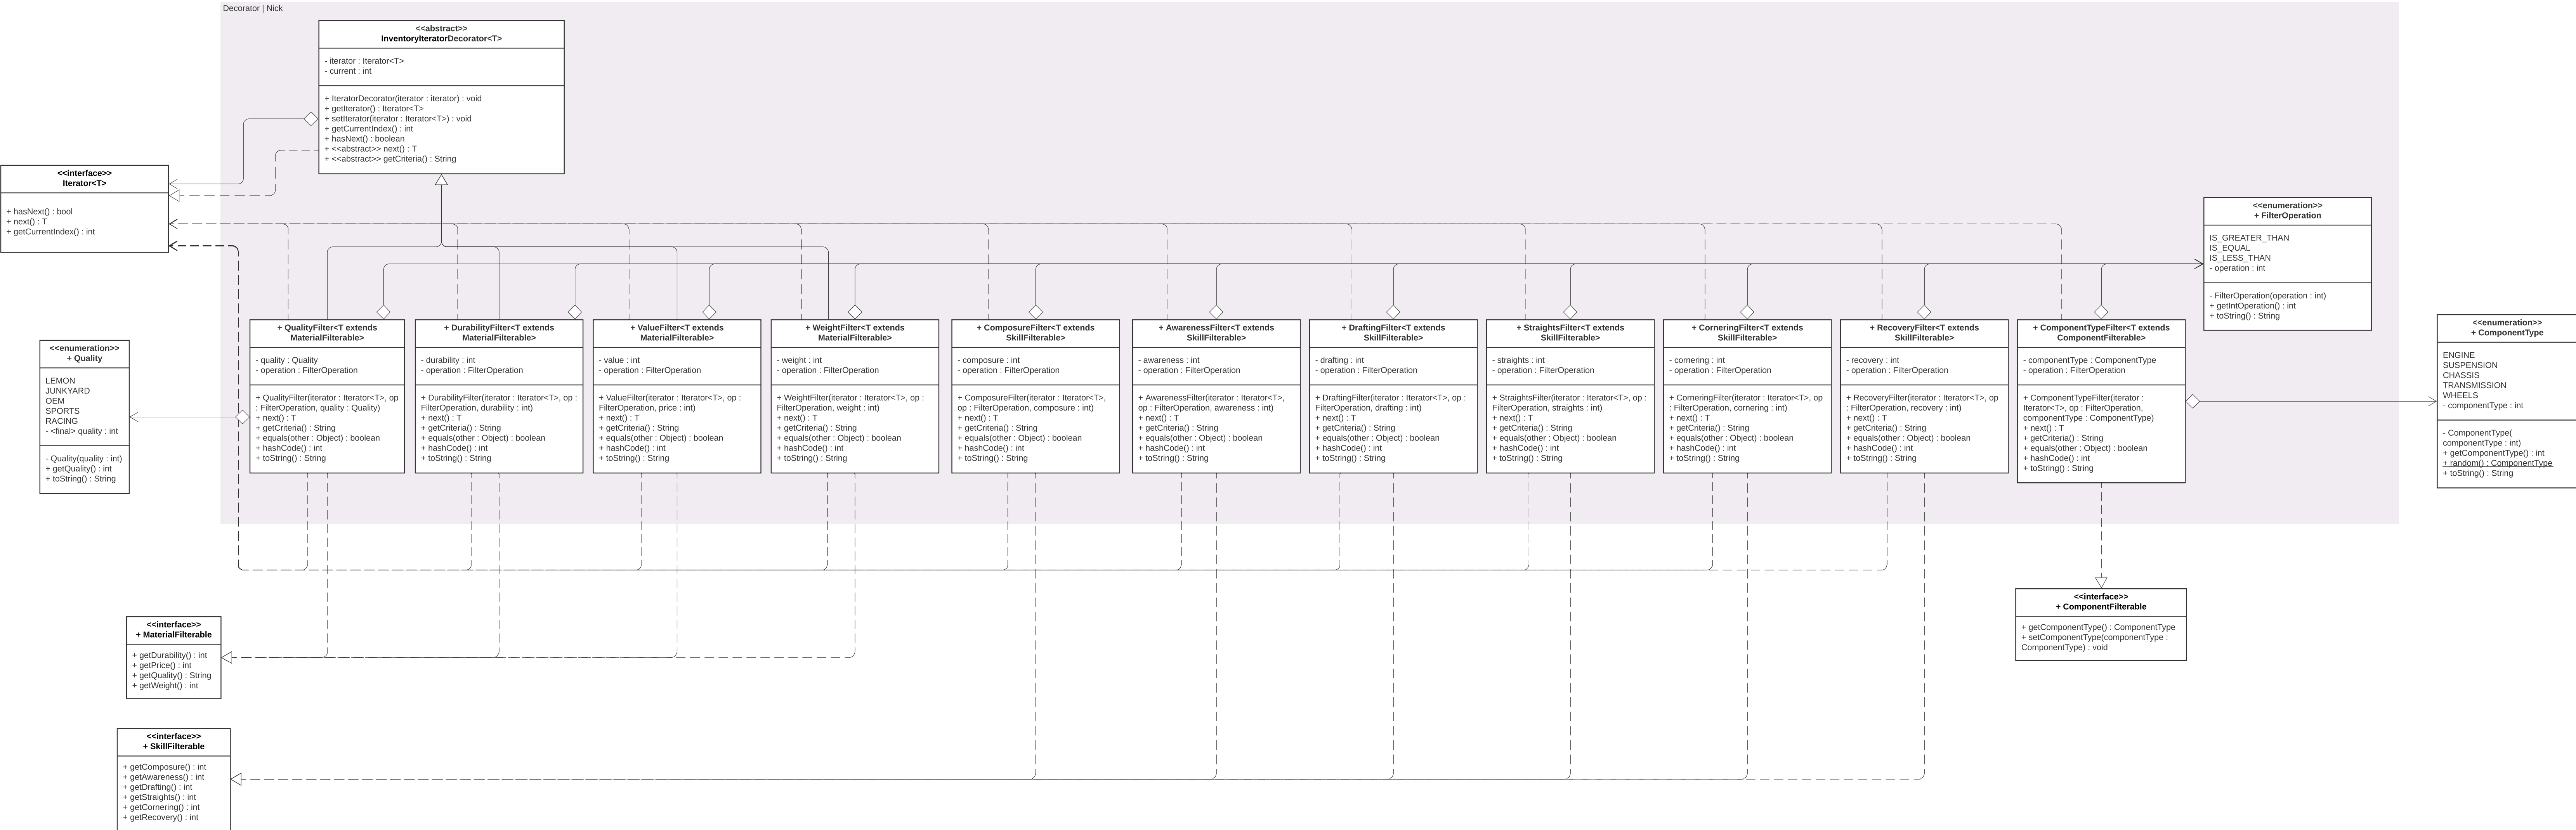 Decorator | Nick
<<abstract>>
InventoryIteratorDecorator<T>
- iterator : Iterator<T>
- current : int
+ IteratorDecorator(iterator : iterator) : void
+ getIterator() : Iterator<T>
+ setIterator(iterator : Iterator<T>) : void
+ getCurrentIndex() : int
+ hasNext() : boolean
+ <<abstract>> next() : T
+ <<abstract>> getCriteria() : String
<<interface>>
Iterator<T>
+ hasNext() : bool
+ next() : T
+ getCurrentIndex() : int
<<enumeration>>
+ FilterOperation
IS_GREATER_THAN
IS_EQUAL
IS_LESS_THAN
- operation : int
- FilterOperation(operation : int)
+ getIntOperation() : int
+ toString() : String
<<enumeration>>
+ Quality
LEMON
JUNKYARD
OEM
SPORTS
RACING
- <final> quality : int
- Quality(quality : int)
+ getQuality() : int
+ toString() : String
+ QualityFilter<T extends
MaterialFilterable>
- quality : Quality
- operation : FilterOperation
+ QualityFilter(iterator : Iterator<T>, op
: FilterOperation, quality : Quality)
+ next() : T
+ getCriteria() : String
+ equals(other : Object) : boolean
+ hashCode() : int
+ toString() : String
+ DurabilityFilter<T extends
MaterialFilterable>
- durability : int
- operation : FilterOperation
+ DurabilityFilter(iterator : Iterator<T>, op :
FilterOperation, durability : int)
+ next() : T
+ getCriteria() : String
+ equals(other : Object) : boolean
+ hashCode() : int
+ toString() : String
+ ValueFilter<T extends
MaterialFilterable>
- value : int
- operation : FilterOperation
+ ValueFilter(iterator : Iterator<T>, op :
FilterOperation, price : int)
+ next() : T
+ getCriteria() : String
+ equals(other : Object) : boolean
+ hashCode() : int
+ toString() : String
+ WeightFilter<T extends
MaterialFilterable>
- weight : int
- operation : FilterOperation
+ WeightFilter(iterator : Iterator<T>, op :
FilterOperation, weight : int)
+ next() : T
+ getCriteria() : String
+ equals(other : Object) : boolean
+ hashCode() : int
+ toString() : String
+ ComposureFilter<T extends
SkillFilterable>
- composure : int
- operation : FilterOperation
+ ComposureFilter(iterator : Iterator<T>,
op : FilterOperation, composure : int)
+ next() : T
+ getCriteria() : String
+ equals(other : Object) : boolean
+ hashCode() : int
+ toString() : String
+ AwarenessFilter<T extends
SkillFilterable>
- awareness : int
- operation : FilterOperation
+ AwarenessFilter(iterator : Iterator<T>,
op : FilterOperation, awareness : int)
+ next() : T
+ getCriteria() : String
+ equals(other : Object) : boolean
+ hashCode() : int
+ toString() : String
+ DraftingFilter<T extends
SkillFilterable>
- drafting : int
- operation : FilterOperation
+ DraftingFilter(iterator : Iterator<T>, op :
FilterOperation, drafting : int)
+ next() : T
+ getCriteria() : String
+ equals(other : Object) : boolean
+ hashCode() : int
+ toString() : String
+ StraightsFilter<T extends
SkillFilterable>
- straights : int
- operation : FilterOperation
+ StraightsFilter(iterator : Iterator<T>, op :
FilterOperation, straights : int)
+ next() : T
+ getCriteria() : String
+ equals(other : Object) : boolean
+ hashCode() : int
+ toString() : String
+ CorneringFilter<T extends
SkillFilterable>
- cornering : int
- operation : FilterOperation
+ CorneringFilter(iterator : Iterator<T>, op
: FilterOperation, cornering : int)
+ next() : T
+ getCriteria() : String
+ equals(other : Object) : boolean
+ hashCode() : int
+ toString() : String
+ RecoveryFilter<T extends
SkillFilterable>
- recovery : int
- operation : FilterOperation
+ RecoveryFilter(iterator : Iterator<T>, op
: FilterOperation, recovery : int)
+ next() : T
+ getCriteria() : String
+ equals(other : Object) : boolean
+ hashCode() : int
+ toString() : String
+ ComponentTypeFilter<T extends
ComponentFilterable>
- componentType : ComponentType
- operation : FilterOperation
+ ComponentTypeFilter(iterator :
Iterator<T>, op : FilterOperation,
componentType : ComponentType)
+ next() : T
+ getCriteria() : String
+ equals(other : Object) : boolean
+ hashCode() : int
+ toString() : String
<<enumeration>>
+ ComponentType
ENGINE
SUSPENSION
CHASSIS
TRANSMISSION
WHEELS
- componentType : int
- ComponentType(
componentType : int)
+ getComponentType() : int
+ random() : ComponentType
+ toString() : String
<<interface>>
+ ComponentFilterable
+ getComponentType() : ComponentType
+ setComponentType(componentType :
ComponentType) : void
<<interface>>
+ MaterialFilterable
+ getDurability() : int
+ getPrice() : int
+ getQuality() : String
+ getWeight() : int
<<interface>>
+ SkillFilterable
+ getComposure() : int
+ getAwareness() : int
+ getDrafting() : int
+ getStraights() : int
+ getCornering() : int
+ getRecovery() : int